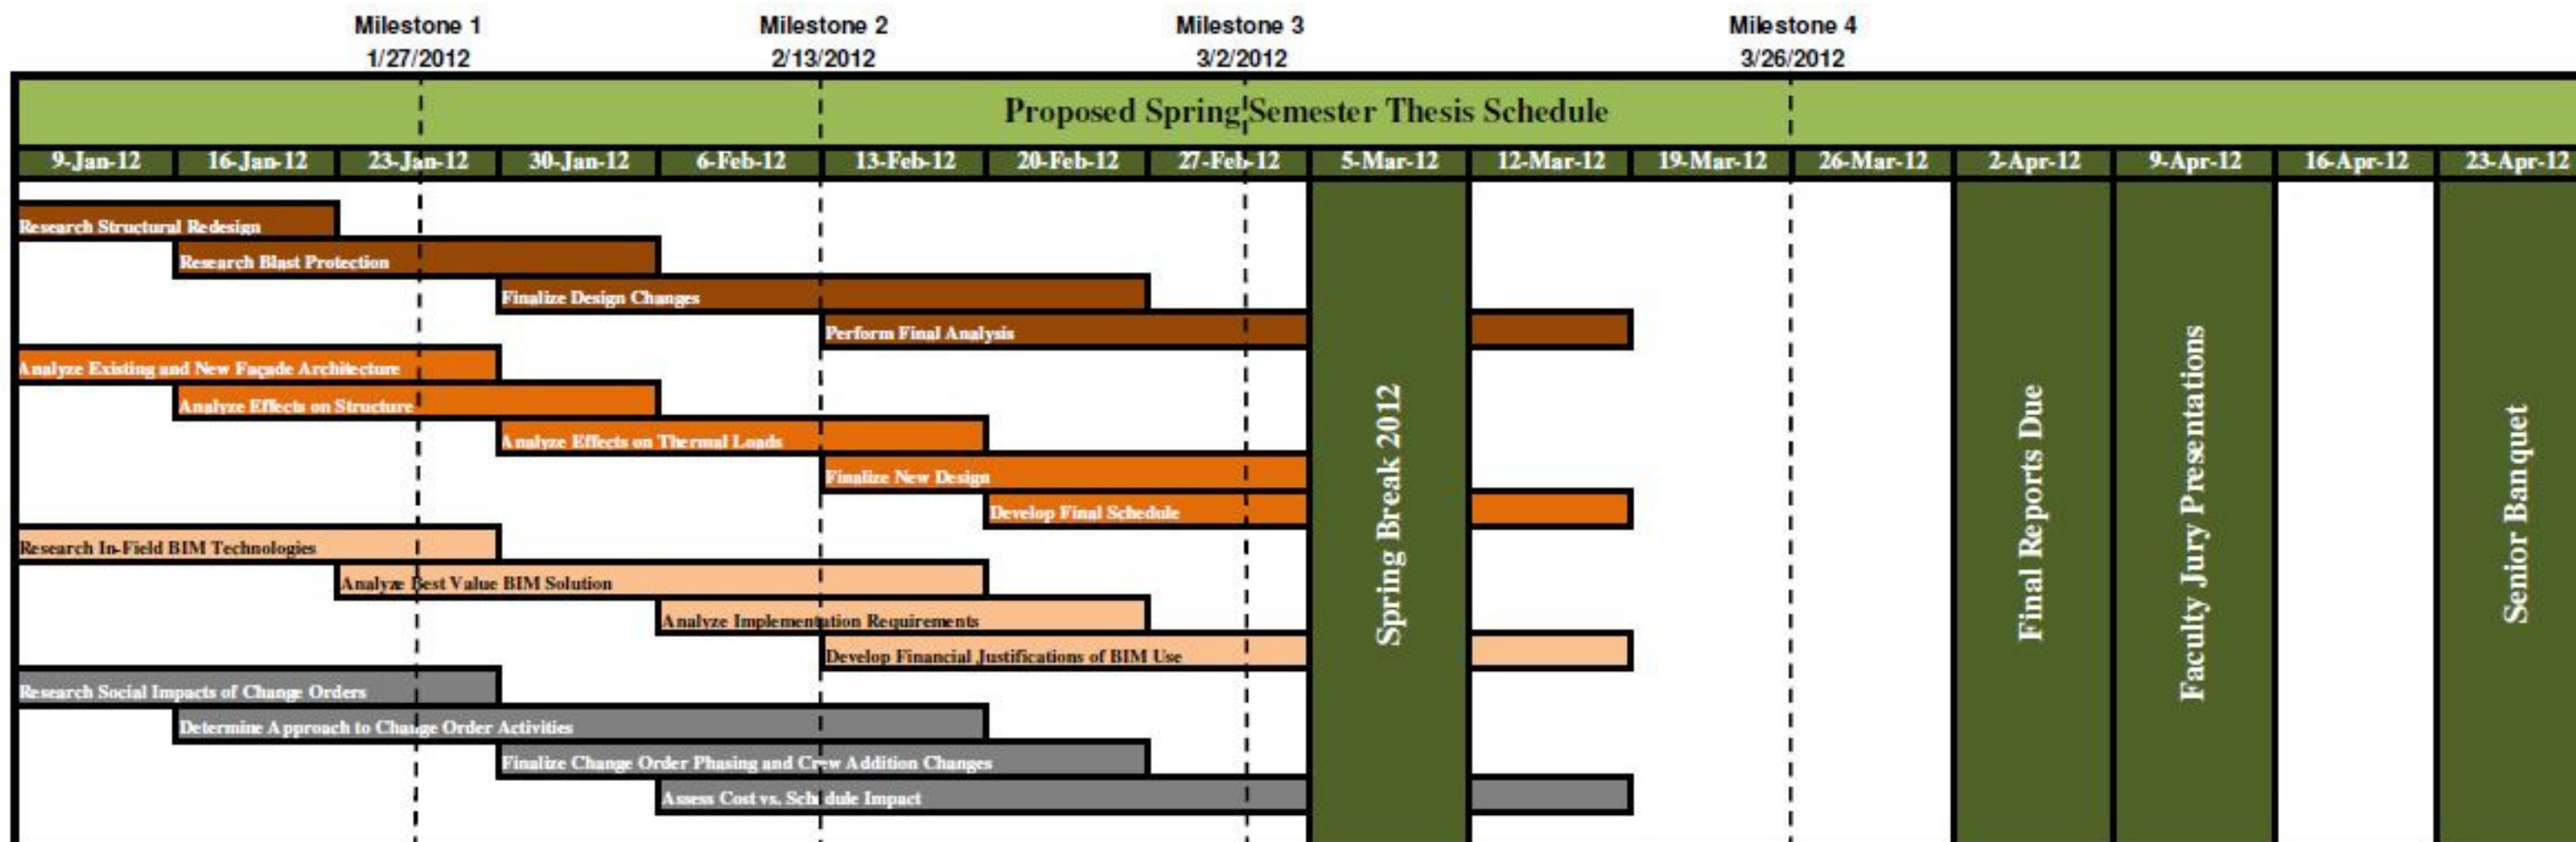 Milestone 1
1/27/2012
Milestone 2
2/13/2012
Milestone 3
3/2/2012
Milestone 4
3/26/2012
Proposed Spring Semester Thesis Schedule
9-Jan-12 16-Jan-12 23-Jan-12 30-Jan-12 6-Feb-12 13-Feb-12 20-Feb-12 27-Feb-12 5-Mar-12 12-Mar-12 19-Mar-12 26-Mar-12 2-Apr-12 9-Apr-12 16-Apr-12 23-Apr-12
Research Structural Redesign
Research Blast Protection
Finalize Design Changes
Perform Final Analysis
Analyze Existing and New Façade Architecture
Analyze Effects on Structure
Analyze Effects on Thermal Loads
Finalize New Design
Develop Final Schedule
Research In-Field BIM Technologies
Analyze Best Value BIM Solution
Analyze Implementation Requirements
Develop Financial Justifications of BIM Use
Research Social Impacts of Change Orders
Determine Approach to Change Order Activities
Finalize Change Order Phasing and Crew Addition Changes
Assess Cost vs. Schedule Impact
Spring Break 2012
Final Reports Due
Faculty Jury Presentations
Senior Banquet